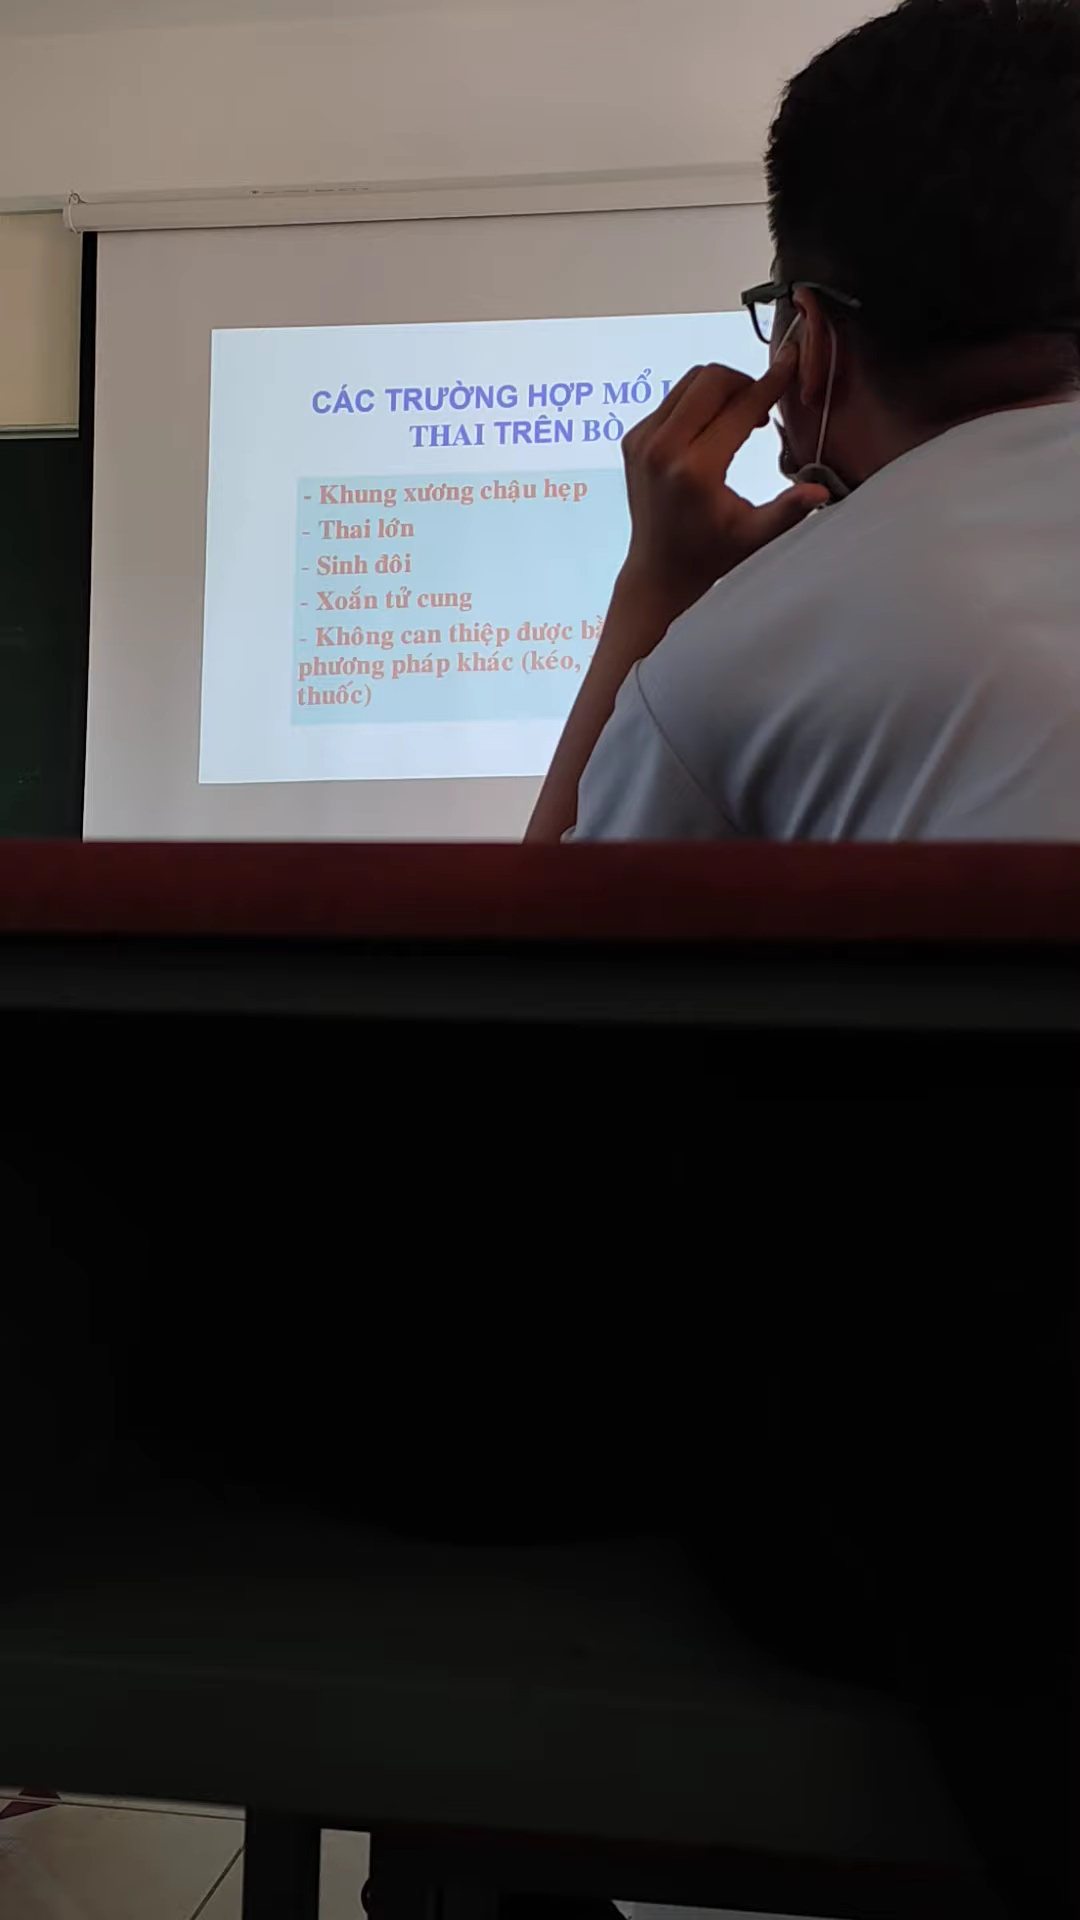 CÁC TRƯỜNG HỢP MỔ
THAI TRÊN BÒ
- Khung xương chậu hẹp
- Thai lớn
- Sinh đôi
- Xoắn tử cung
- Không can thiệp được
phương pháp khác (kéo,
thuốc)